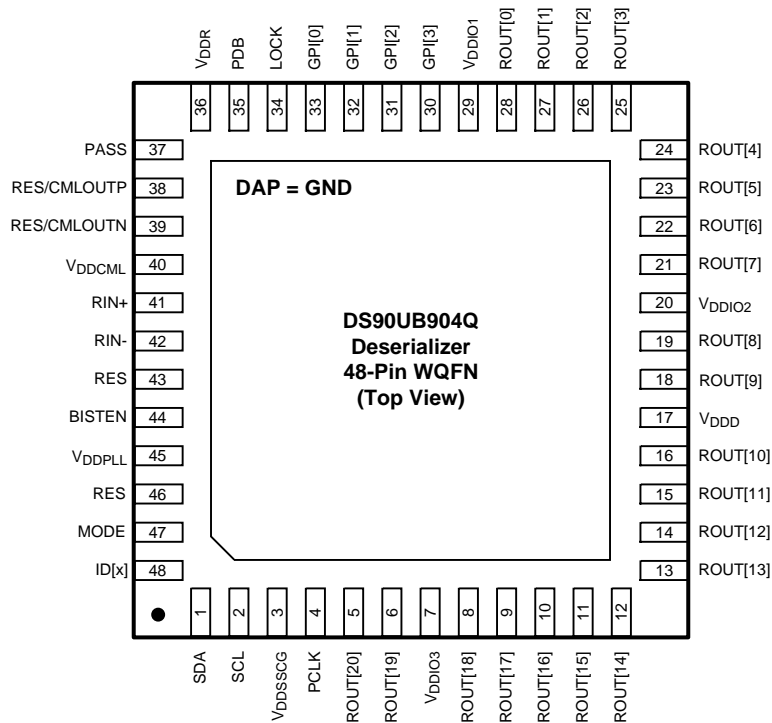 VDDR
PDB
LOCK
GPI[0]
GPI[1]
GPI[2]
GPI[3]
VDDIO1
ROUT[0]
ROUT[1]
ROUT[2]
ROUT[3]
36
35
34
33
32
31
30
29
28
27
26
25
PASS 37
RES/CMLOUTP 38
RES/CMLOUTN 39
VDDCML 40
RIN+ 41
RIN- 42
RES 43
BISTEN 44
VDDPLL 45
RES 46
MODE 47
ID[x] 48
DAP = GND
DS90UB904Q
Deserializer
48-Pin WQFN
(Top View)
24 ROUT[4]
23 ROUT[5]
22 ROUT[6]
21 ROUT[7]
20 VDDIO2
19 ROUT[8]
18 ROUT[9]
17 VDDD
16 ROUT[10]
15 ROUT[11]
14 ROUT[12]
13 ROUT[13]
1
2
3
4
5
6
7
8
9
10
11
12
SDA
SCL
VDDSSCG
PCLK
ROUT[20]
ROUT[19]
VDDIO3
ROUT[18]
ROUT[17]
ROUT[16]
ROUT[15]
ROUT[14]